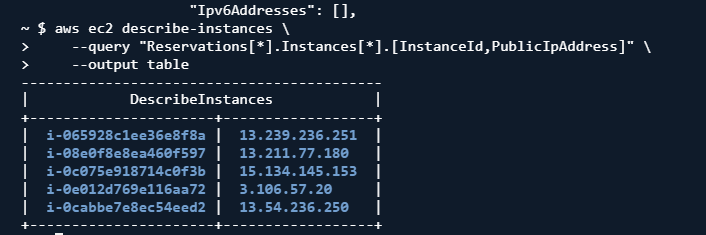 "Ipv6Addresses": [],
~ $ aws ec2 describe-instances \
>     --query "Reservations[*].Instances[*].[InstanceId,PublicIpAddress]" \
>     --output table
-----------------------------------------
|           DescribeInstances           |
+----------------------+------------------+
|  i-065928c1ee36e8f8a |  13.239.236.251  |
|  i-08e0f8e8ea460f597 |  13.211.77.180   |
|  i-0c075e918714c0f3b |  15.134.145.153  |
|  i-0e012d769e116aa72 |  3.106.57.20     |
|  i-0cabbe7e8ec54eed2 |  13.54.236.250   |
+----------------------+------------------+